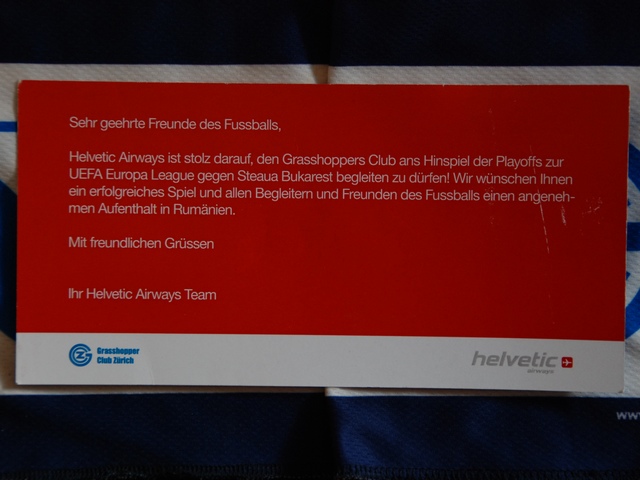 Sehr geehrte Freunde des Fussballs,
Helvetic Airways ist stolz darauf, den Grasshoppers Club ans Hinspiel der Playoffs zur
UEFA Europa League gegen Steaua Bukarest begleiten zu dürfen! Wir wünschen Ihnen
ein erfolgreiches Spiel und allen Begleitern und Freunden des Fussballs einen angeneh-
men Aufenthalt in Rumänien.
Mit freundlichen Grüssen
Ihr Helvetic Airways Team
Grasshopper
Club Zürich
helvetic
airways
ww